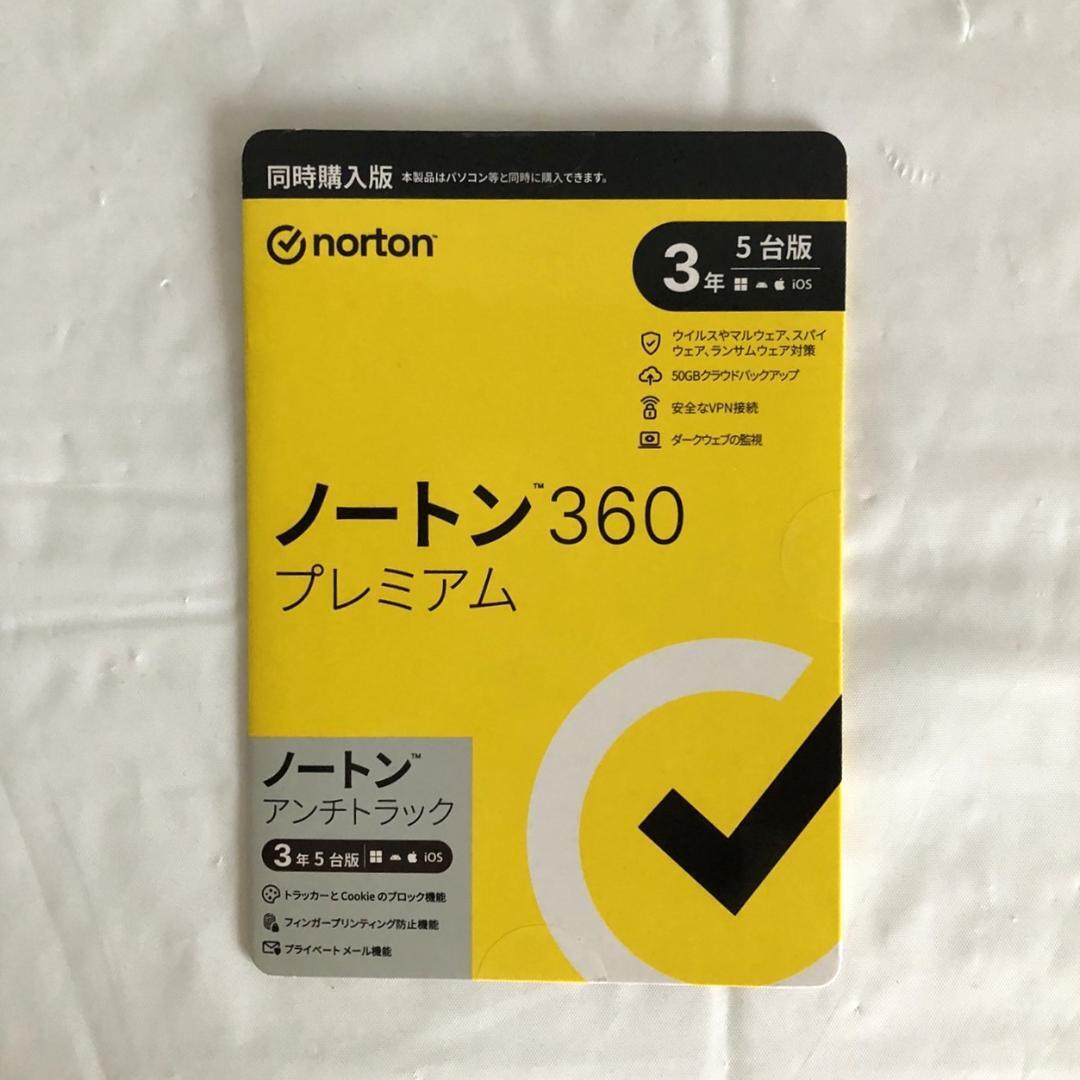 同時購入版 本製品はパソコン等と同時に購入できます。
norton™
3年 5台版
iOS
ウイルスやマルウェア、スパイ
ウェア、ランサムウェア対策
50GBクラウドバックアップ
安全なVPN接続
ダークウェブの監視
ノートン™360
プレミアム
ノートン™
アンチトラック
3年5台版 iOS
トラッカーとCookieのブロック機能
フィンガープリンティング防止機能
プライベートメール機能